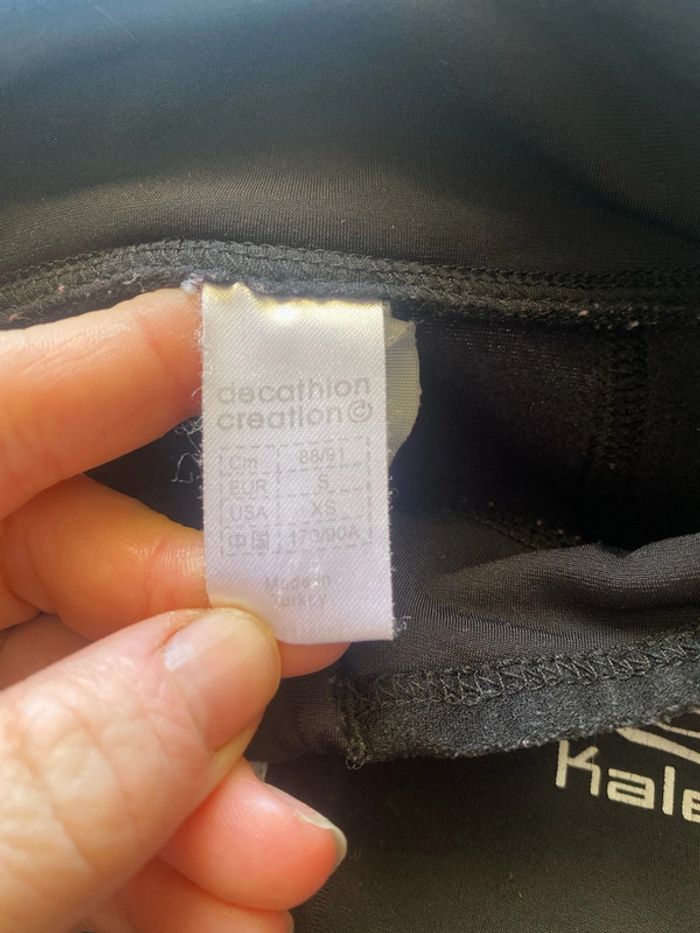 decathlon
creation
Cm 88/91
EUR S
USA XS
中国 170/90A
Made in
Turkey
Kale